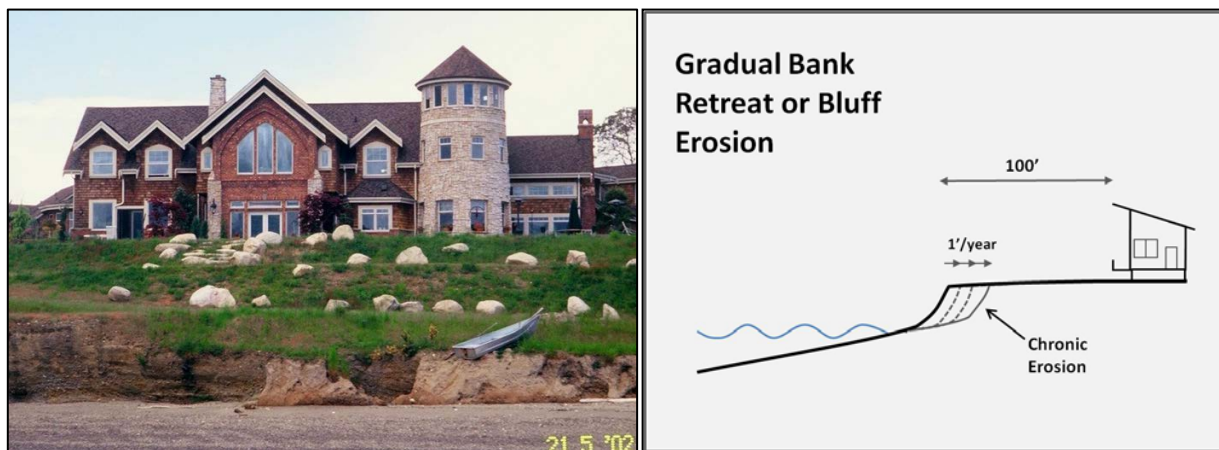 21.5.'02
Gradual Bank
Retreat or Bluff
Erosion
100'
1'/year
Chronic
Erosion